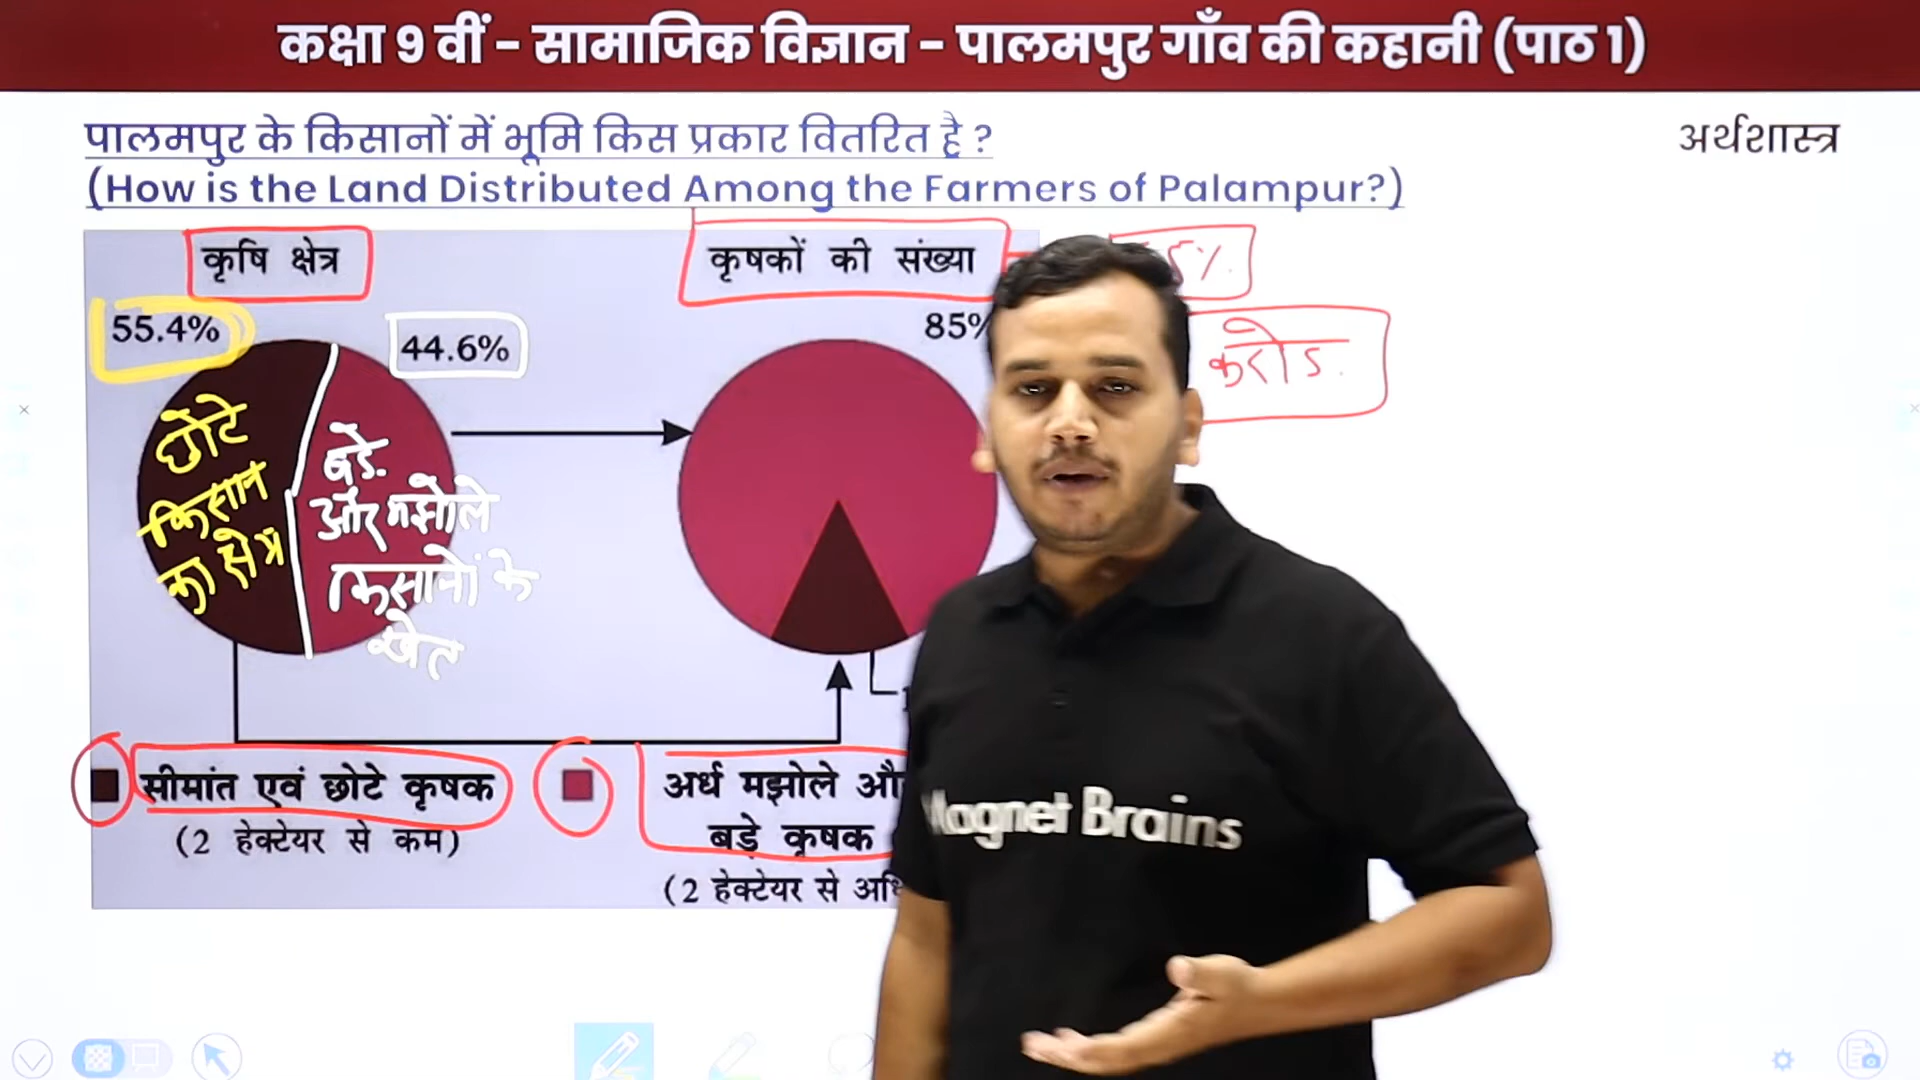 कक्षा 9 वीं - सामाजिक विज्ञान - पालमपुर गाँव की कहानी (पाठ 1)
पालमपुर के किसानों में भूमि किस प्रकार वितरित है ?
(How is the Land Distributed Among the Farmers of Palampur?)
अर्थशास्त्र
कृषि क्षेत्र
कृषकों की संख्या
5%
55.4%
44.6%
85%
करोड़
छोटे
किसान
का क्षेत्र
बड़े
और मझोले
किसानों के
खेत
सीमांत एवं छोटे कृषक
(2 हेक्टेयर से कम)
अर्ध मझोले
बड़े कृषक
(2 हेक्टेयर से
Magnet Brains